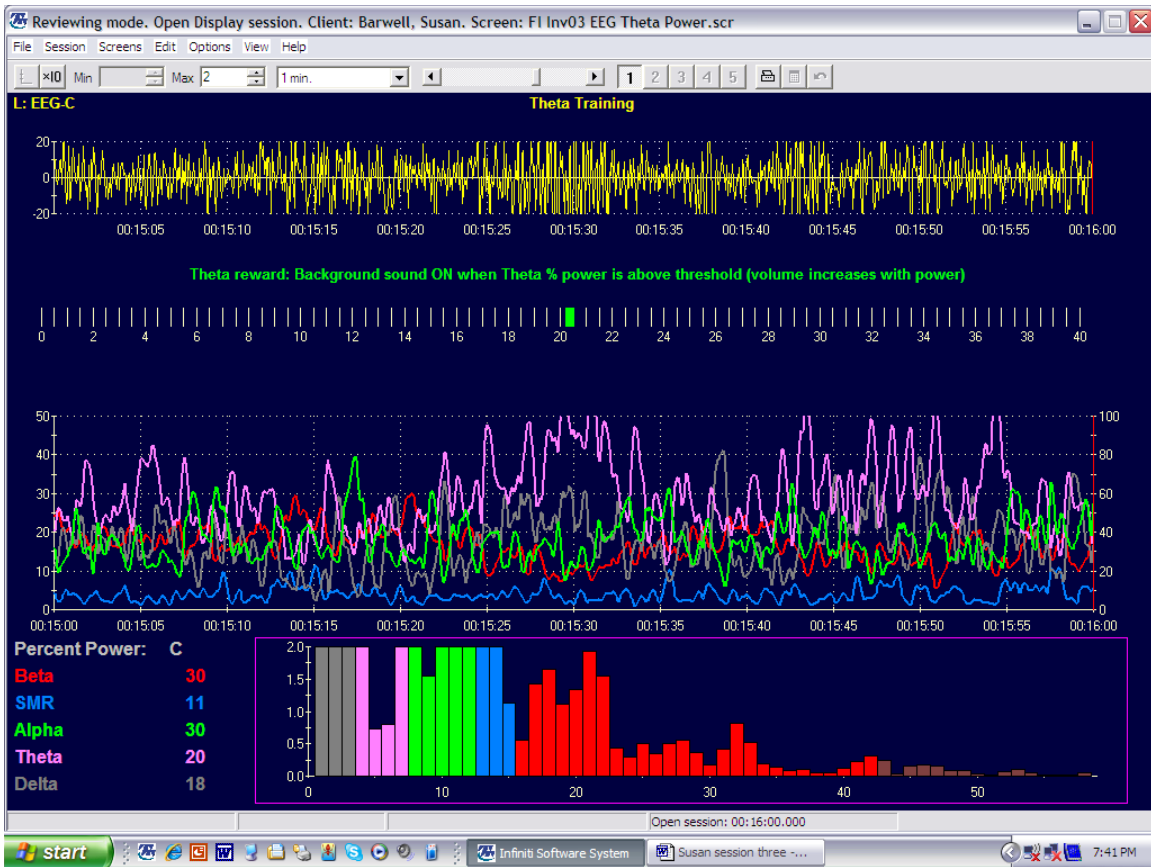 Reviewing mode. Open Display session. Client: Barwell, Susan. Screen: FI Inv03 EEG Theta Power.scr
File Session Screens Edit Options View Help
×10 Min Max 2 1 min. 1 2 3 4 5
L: EEG-C Theta Training
20
0
-20
00:15:05 00:15:10 00:15:15 00:15:20 00:15:25 00:15:30 00:15:35 00:15:40 00:15:45 00:15:50 00:15:55 00:16:00
Theta reward: Background sound ON when Theta % power is above threshold (volume increases with power)
0 2 4 6 8 10 12 14 16 18 20 22 24 26 28 30 32 34 36 38 40
50 100
40 80
30 60
20 40
10 20
0 0
00:15:00 00:15:05 00:15:10 00:15:15 00:15:20 00:15:25 00:15:30 00:15:35 00:15:40 00:15:45 00:15:50 00:15:55 00:16:00
Percent Power: C
Beta 30
SMR 11
Alpha 30
Theta 20
Delta 18
2.0
1.5
1.0
0.5
0.0
0 10 20 30 40 50
Open session: 00:16:00.000
start Infiniti Software System Susan session three -... 7:41 PM